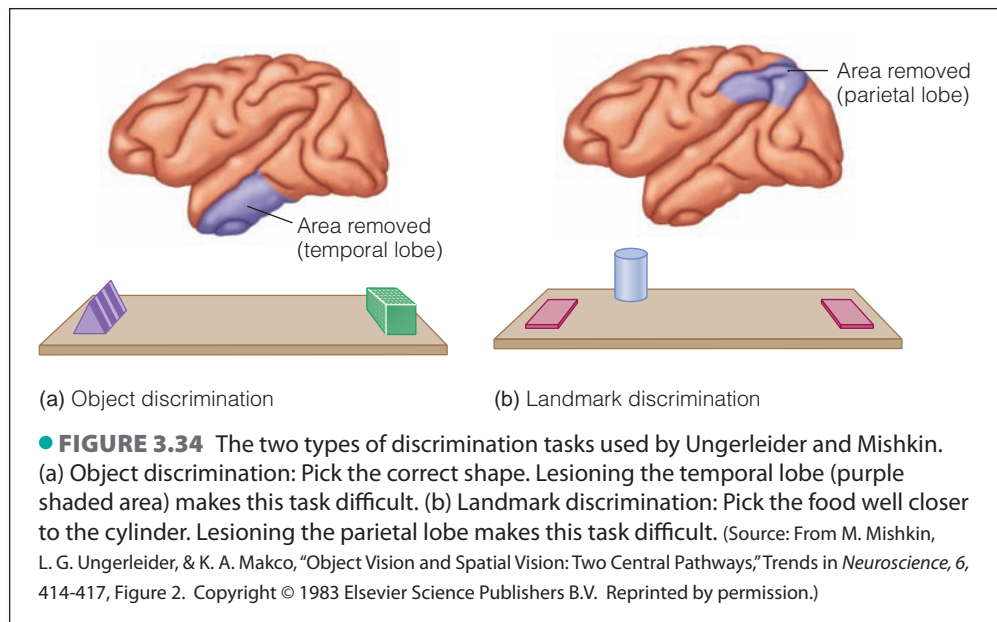 Area removed
(parietal lobe)
Area removed
(temporal lobe)
(a) Object discrimination
(b) Landmark discrimination
● FIGURE 3.34 The two types of discrimination tasks used by Ungerleider and Mishkin.
(a) Object discrimination: Pick the correct shape. Lesioning the temporal lobe (purple
shaded area) makes this task difficult. (b) Landmark discrimination: Pick the food well closer
to the cylinder. Lesioning the parietal lobe makes this task difficult. (Source: From M. Mishkin,
L. G. Ungerleider, & K. A. Makco, “Object Vision and Spatial Vision: Two Central Pathways,” Trends in Neuroscience, 6,
414-417, Figure 2. Copyright © 1983 Elsevier Science Publishers B.V. Reprinted by permission.)